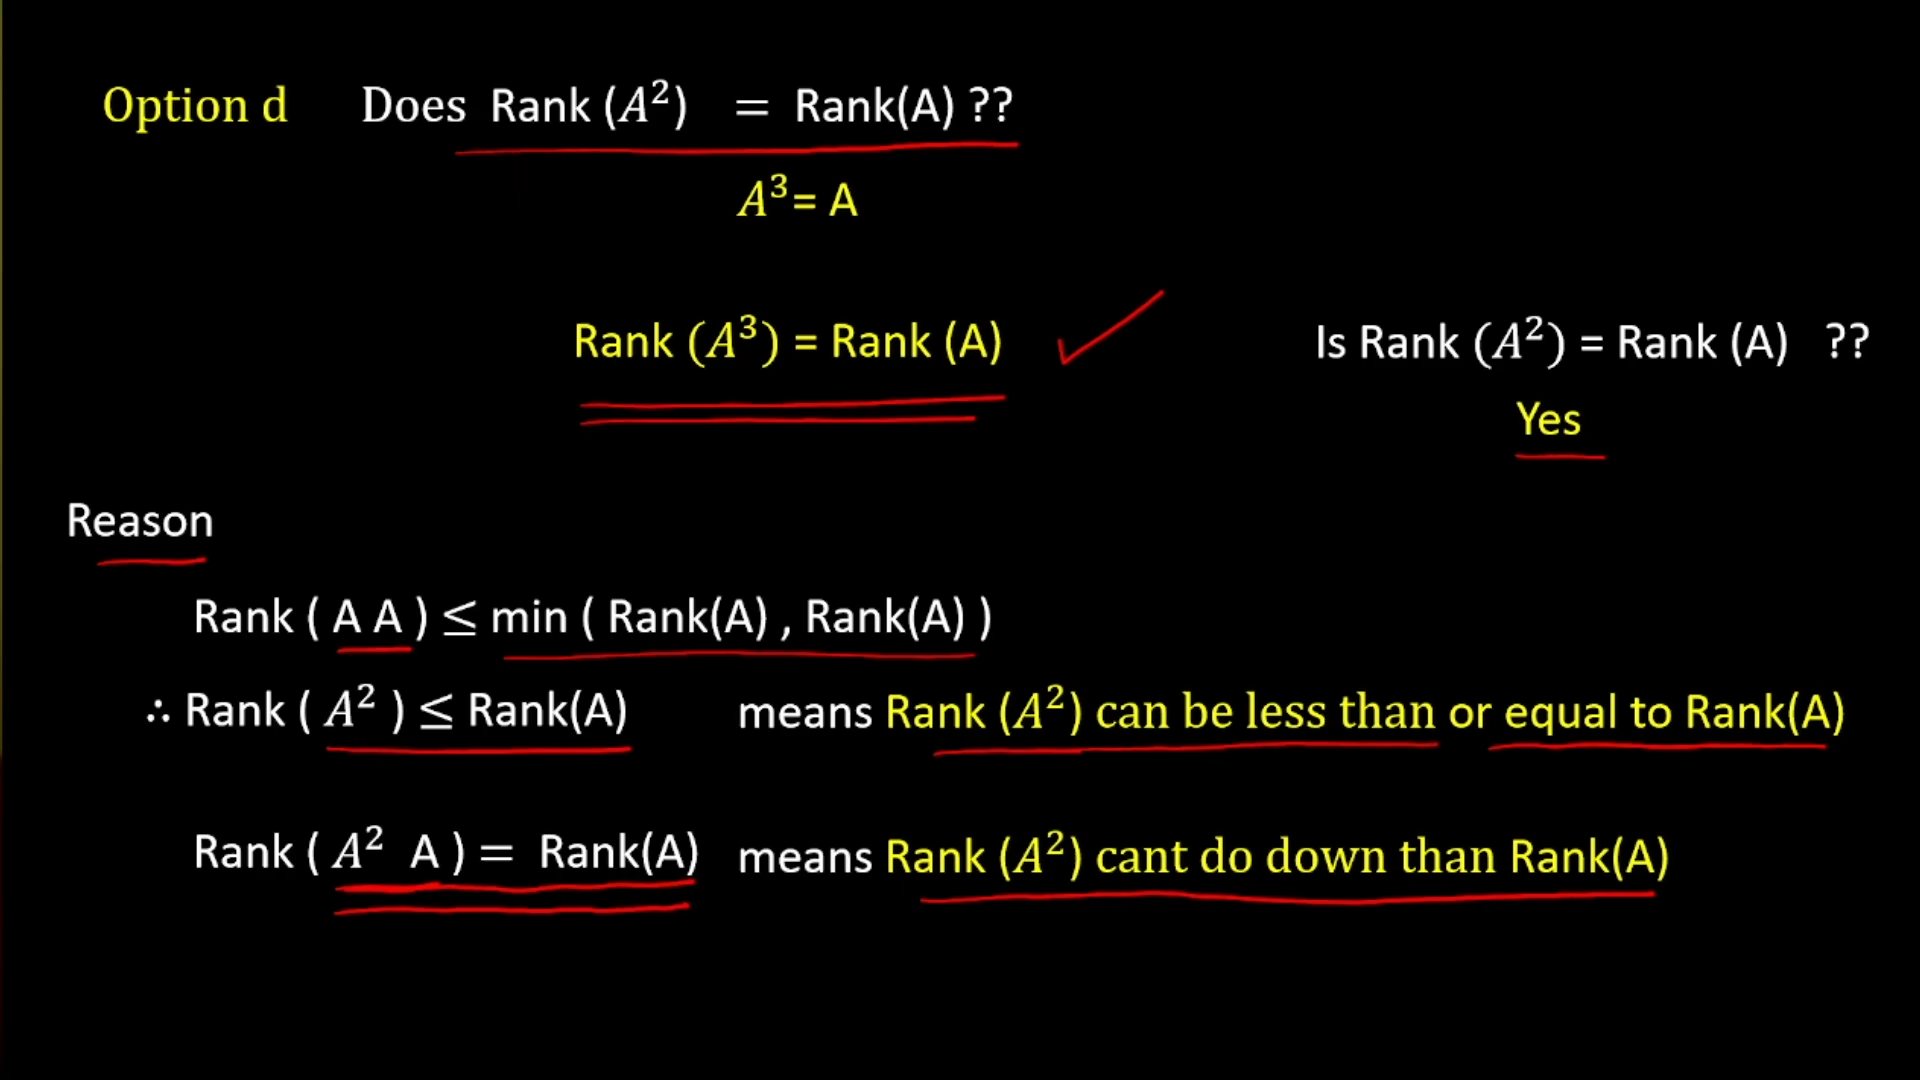 Option d Does Rank (A²) = Rank(A) ??
A³= A
Rank (A³) = Rank (A) Is Rank (A²) = Rank (A) ??
Yes
Reason
Rank ( A A ) ≤ min ( Rank(A) , Rank(A) )
∴ Rank ( A² ) ≤ Rank(A) means Rank (A²) can be less than or equal to Rank(A)
Rank ( A² A ) = Rank(A) means Rank (A²) cant do down than Rank(A)